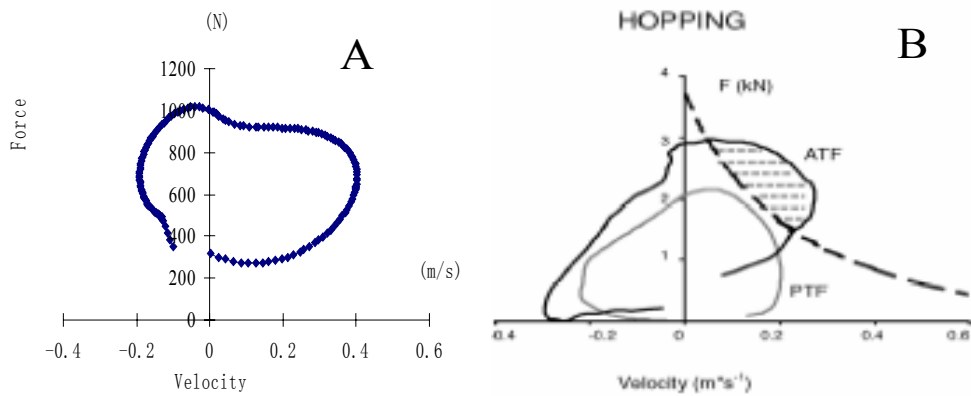 (N)
A
Force
1200
1000
800
600
400
200
0
-0.4 -0.2 0 0.2 0.4 0.6
(m/s)
Velocity
HOPPING
B
F (kN)
4
3
2
1
ATF
PTF
-0.4 -0.2 0 0.2 0.4 0.6
Velocity (m*s⁻¹)